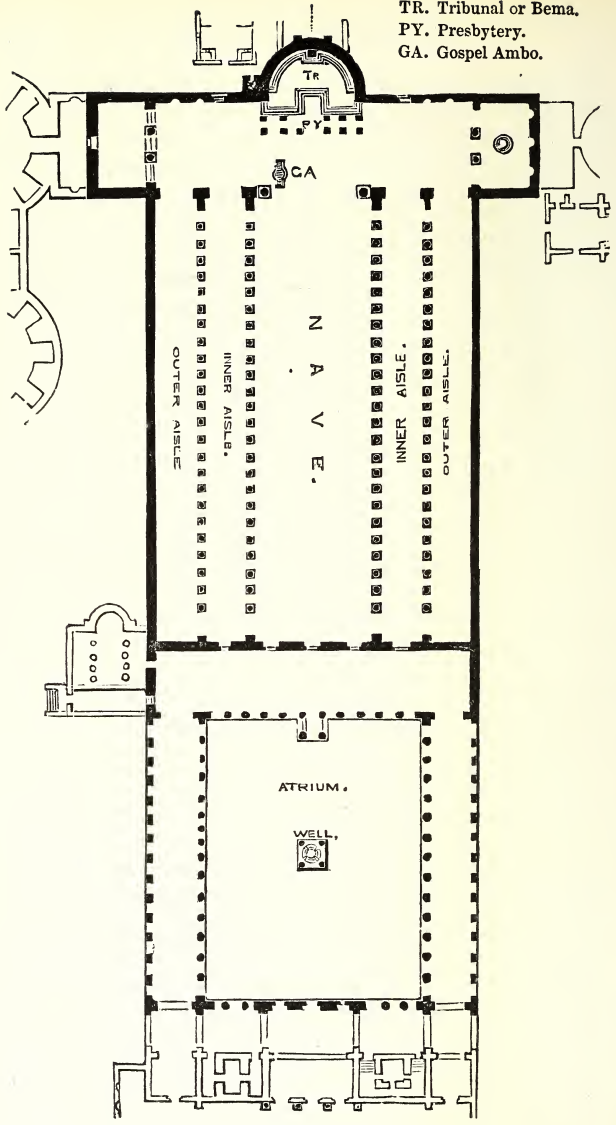 TR. Tribunal or Bema.
PY. Presbytery.
GA. Gospel Ambo.
TR
PY
GA
NAVE.
OUTER AISLE
INNER AISLE.
INNER AISLE.
OUTER AISLE.
ATRIUM.
WELL,